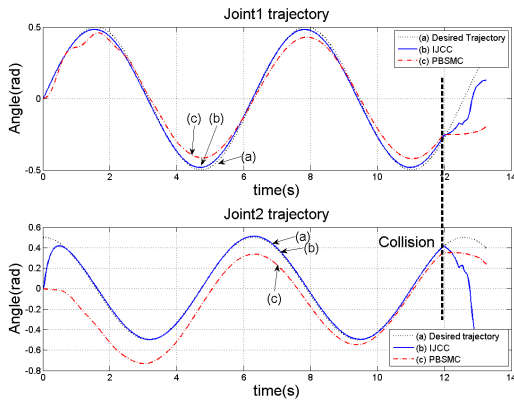 Joint1 trajectory
0.5
0
-0.5
Angle(rad)
(a) Desired Trajectory
(b) IJCC
(c) PBSMC
(c)
(b)
(a)
0 2 4 6 8 10 12 14
time(s)
Joint2 trajectory
0.6
0.4
0.2
0
-0.2
-0.4
-0.6
-0.8
Angle(rad)
(a)
(b)
(c)
Collision
(a) Desired trajectory
(b) IJCC
(c) PBSMC
0 2 4 6 8 10 12 14
time(s)